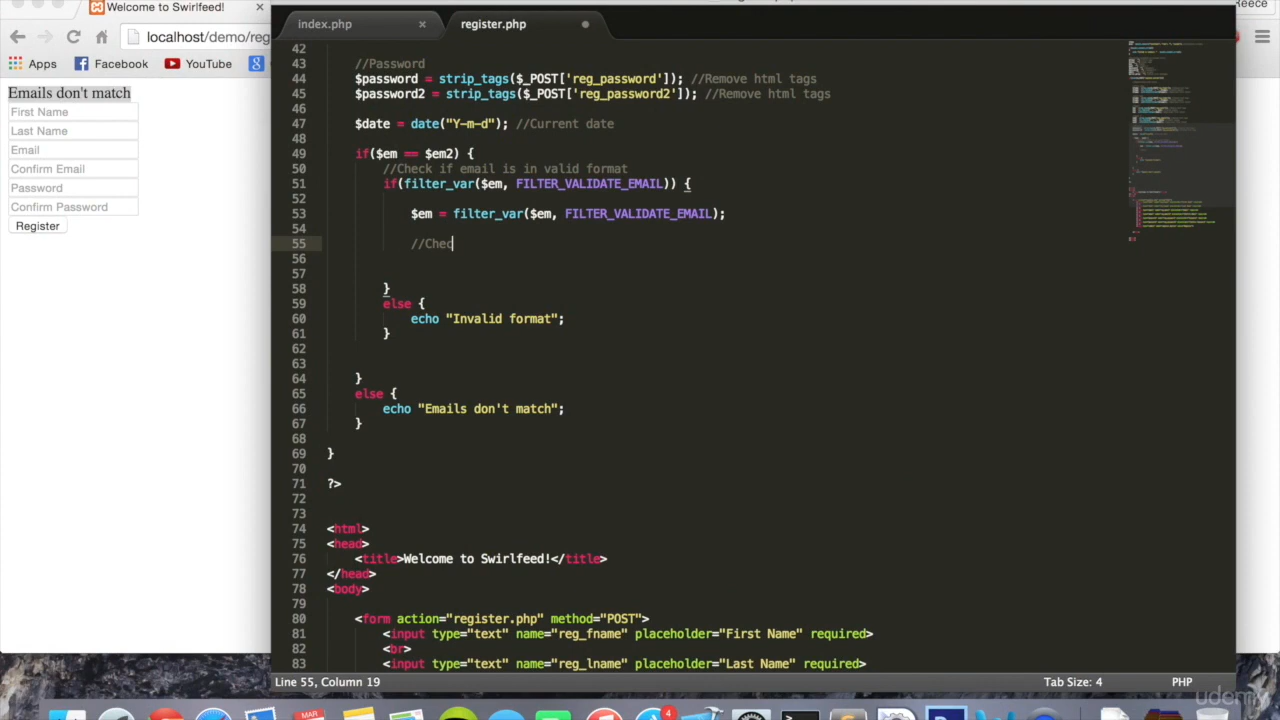 Welcome to Swirlfeed!
index.php
register.php
Reece
localhost/demo/reg
Apps
Facebook
YouTube
Emails don't match
First Name
Last Name
Email
Confirm Email
Password
Confirm Password
Register
42
43 //Password
44 $password = strip_tags($_POST['reg_password']); //Remove html tags
45 $password2 = strip_tags($_POST['reg_password2']); //Remove html tags
46
47 $date = date("Y-m-d"); //Current date
48
49 if($em == $em2) {
50 //Check if email is in valid format
51 if(filter_var($em, FILTER_VALIDATE_EMAIL)) {
52
53 $em = filter_var($em, FILTER_VALIDATE_EMAIL);
54
55 //Chec
56
57
58 }
59 else {
60 echo "Invalid format";
61 }
62
63
64 }
65 else {
66 echo "Emails don't match";
67 }
68
69 }
70
71 ?>
72
73
74 <html>
75 <head>
76 <title>Welcome to Swirlfeed!</title>
77 </head>
78 <body>
79
80 <form action="register.php" method="POST">
81 <input type="text" name="reg_fname" placeholder="First Name" required>
82 <br>
83 <input type="text" name="reg_lname" placeholder="Last Name" required>
Line 55, Column 19
Tab Size: 4
PHP
udemy
MAR
4